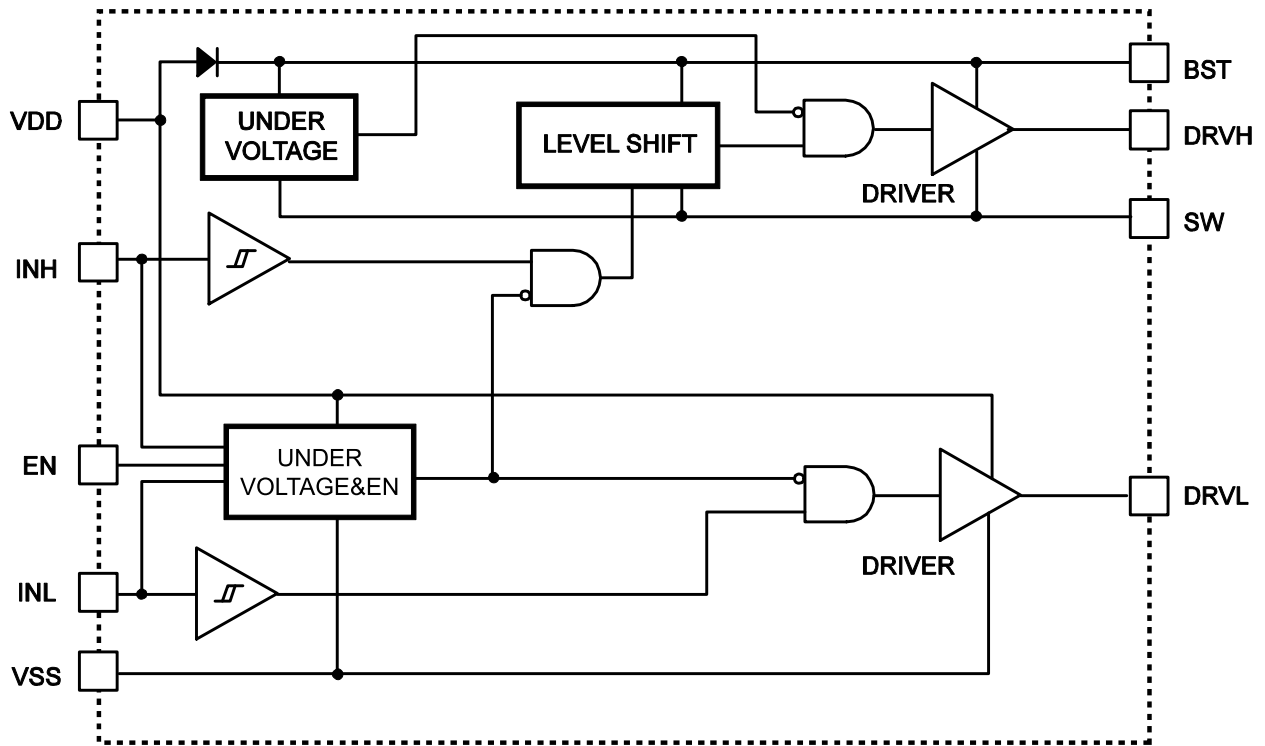 BST
VDD
UNDER
VOLTAGE
LEVEL SHIFT
DRVH
DRIVER
SW
INH
EN
UNDER
VOLTAGE&EN
DRVL
DRIVER
INL
VSS